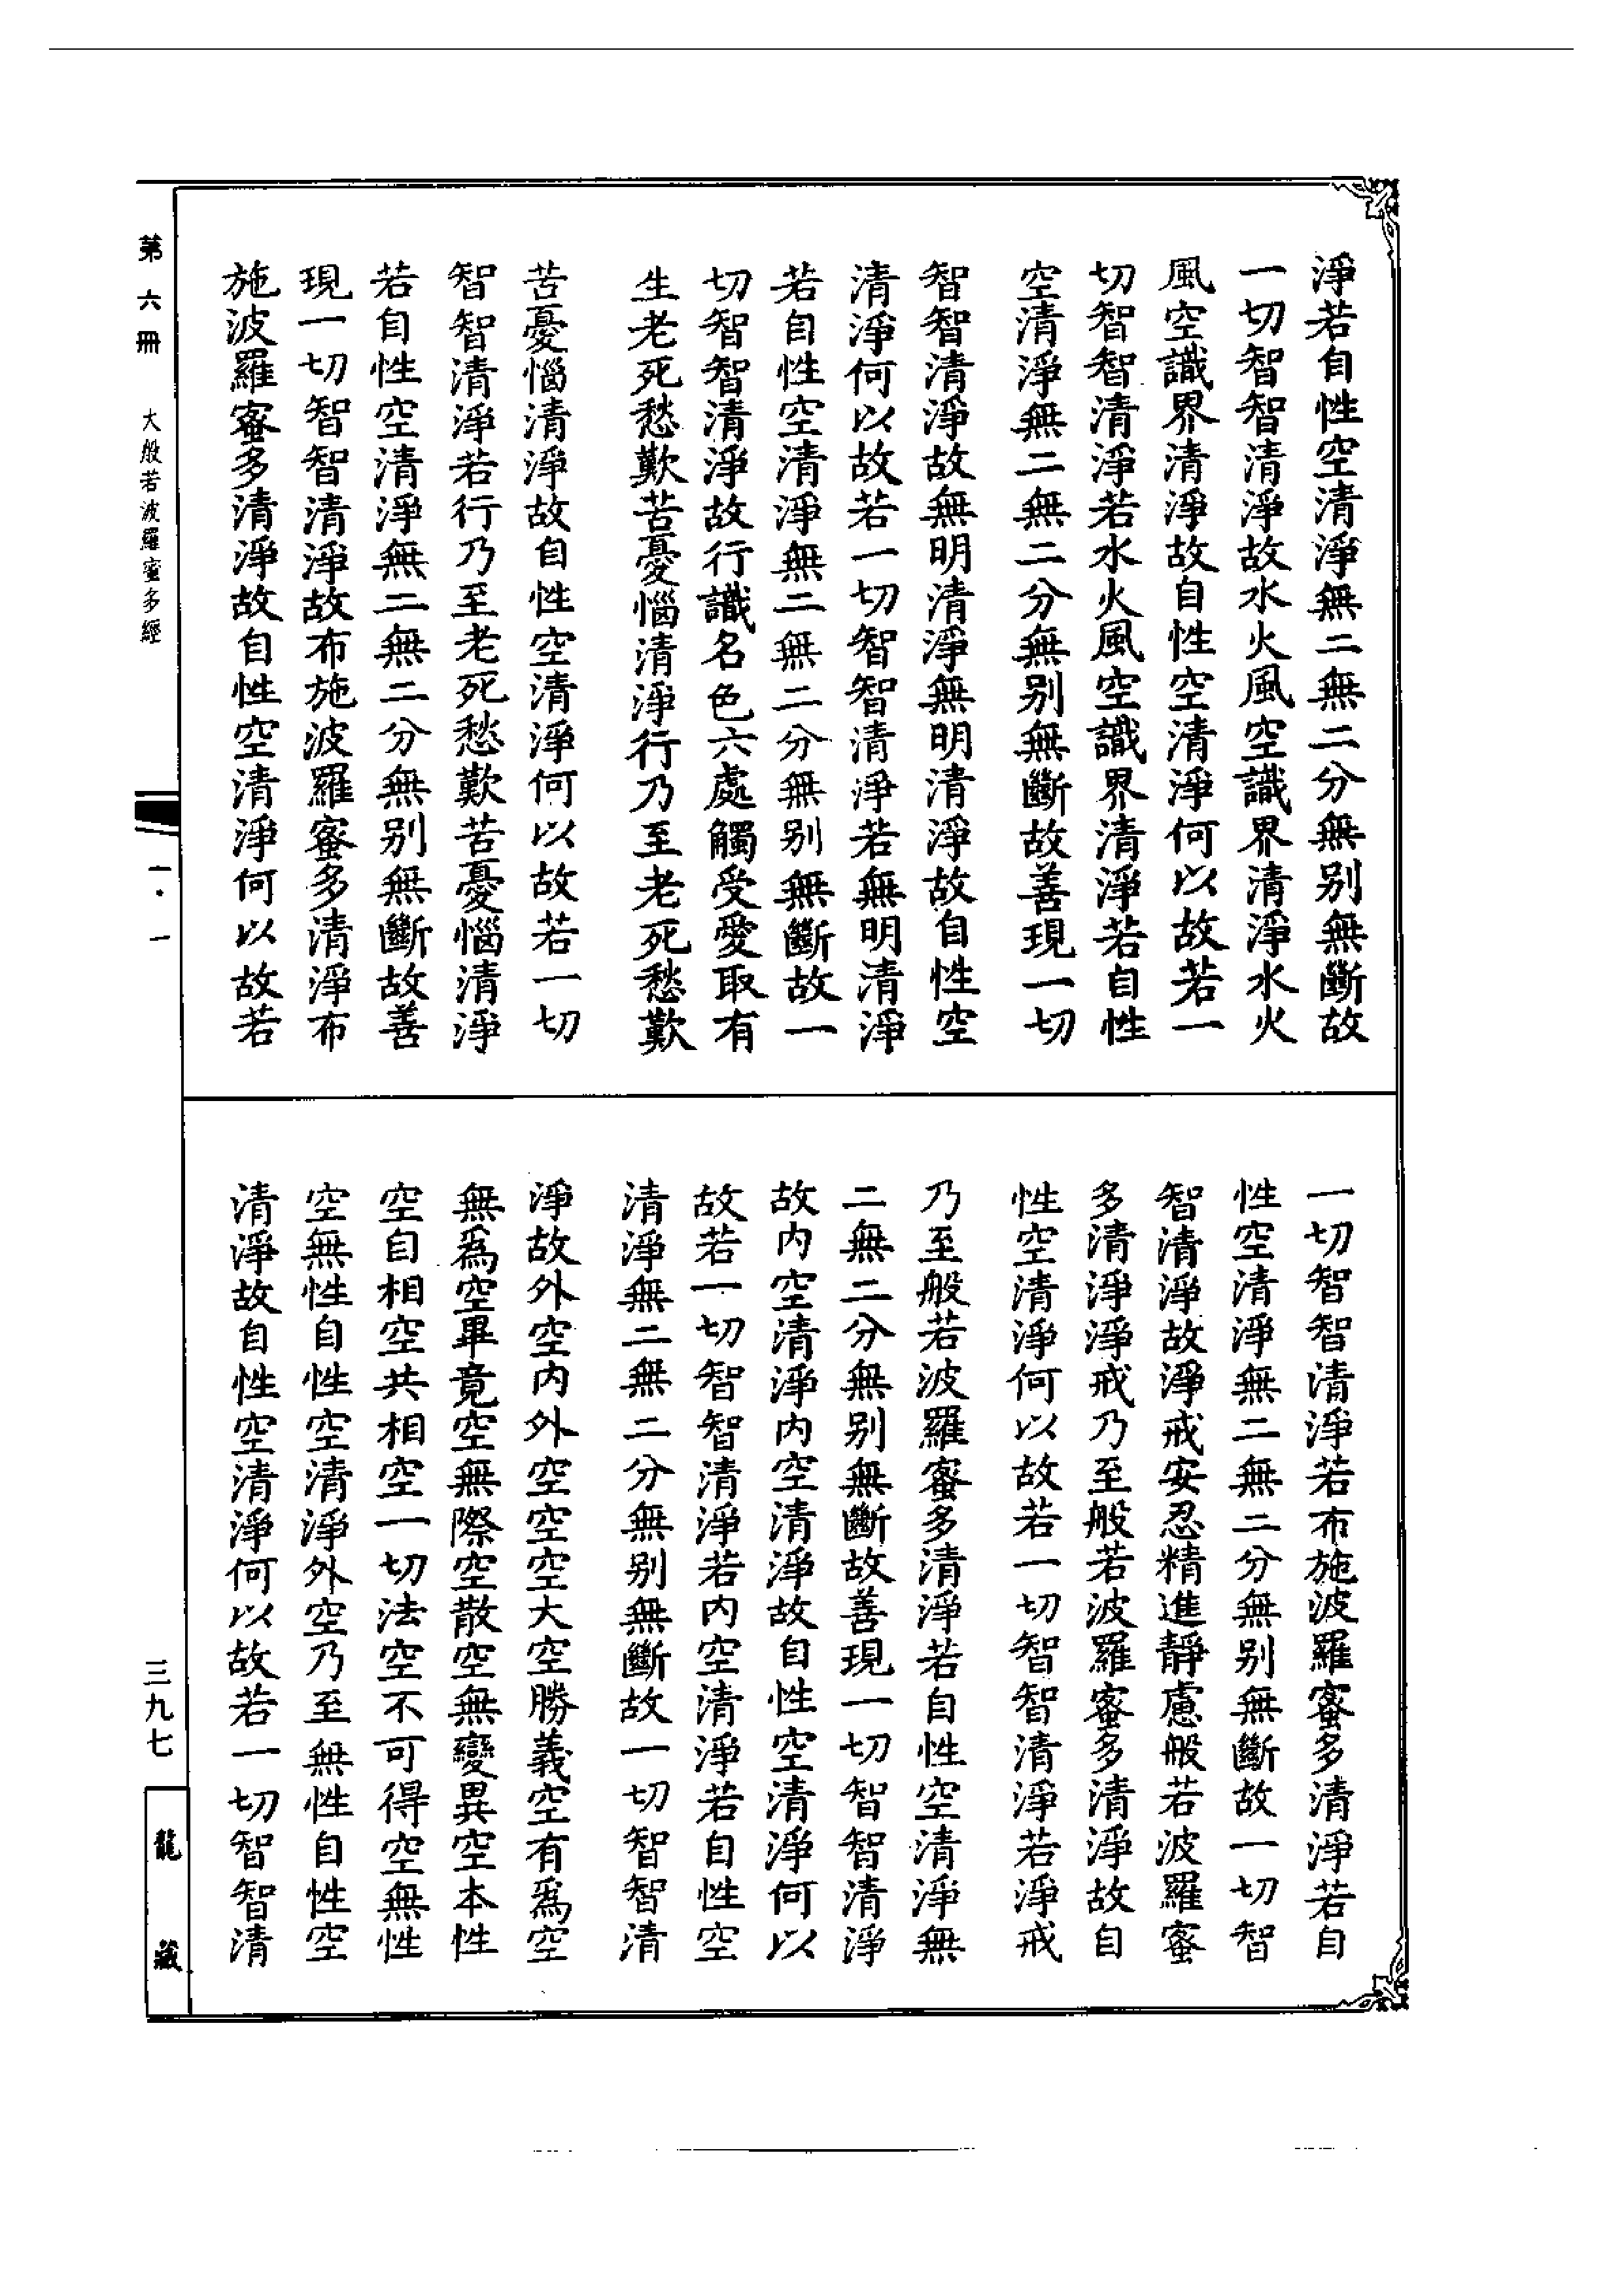 淨若自性空清淨無二無二分無别無斷故
一切智智清淨故水火風空識界清淨水火
風空識界清淨故自性空清淨何以故若一
切智智清淨若水火風空識界清淨若自性
空清淨無二無二分無别無斷故善現一切
智智清淨故無明清淨無明清淨故自性空
清淨何以故若一切智智清淨若無明清淨
若自性空清淨無二無二分無别無斷故一
切智智清淨故行識名色六處觸受愛取有
生老死愁歎苦憂惱清淨行乃至老死愁歎
苦憂惱清淨故自性空清淨何以故若一切
智智清淨若行乃至老死愁歎苦憂惱清淨
若自性空清淨無二無二分無别無斷故善
現一切智智清淨故布施波羅蜜多清淨布
施波羅蜜多清淨故自性空清淨何以故若
一切智智清淨若布施波羅蜜多清淨若自
性空清淨無二無二分無别無斷故一切智
智清淨故淨戒安忍精進靜慮般若波羅蜜
多清淨淨戒乃至般若波羅蜜多清淨故自
性空清淨何以故若一切智智清淨若淨戒
乃至般若波羅蜜多清淨若自性空清淨無
二無二分無别無斷故善現一切智智清淨
故内空清淨内空清淨故自性空清淨何以
故若一切智智清淨若内空清淨若自性空
清淨無二無二分無别無斷故一切智智清
淨故外空内外空空空大空勝義空有爲空
無爲空畢竟空無際空散空無變異空本性
空自相空共相空一切法空不可得空無性
空無性自性空清淨外空乃至無性自性空
清淨故自性空清淨何以故若一切智智清
第六冊 大般若波羅蜜多經 一·一
三九七
龍藏